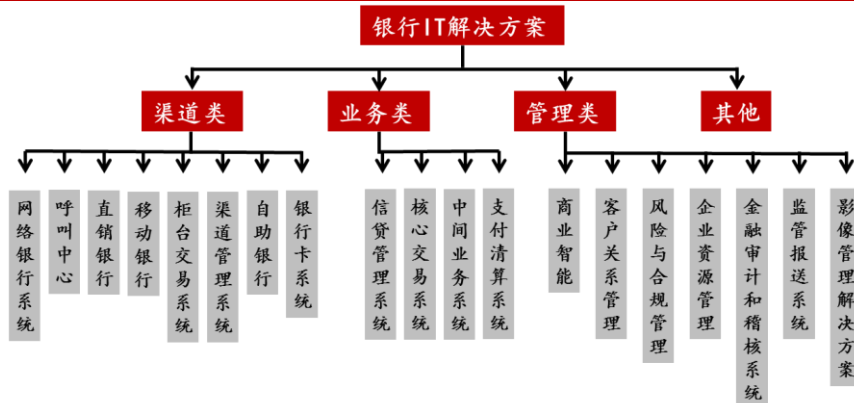 银行IT解决方案
渠道类
业务类
管理类
其他
网络银行系统
呼叫中心
直销银行
移动银行
柜台交易系统
渠道管理系统
自助银行
银行卡系统
信贷管理系统
核心交易系统
中间业务系统
支付清算系统
商业智能
客户关系管理
风险与合规管理
企业资源管理
金融审计和稽核系统
监管报送系统
影像管理解决方案